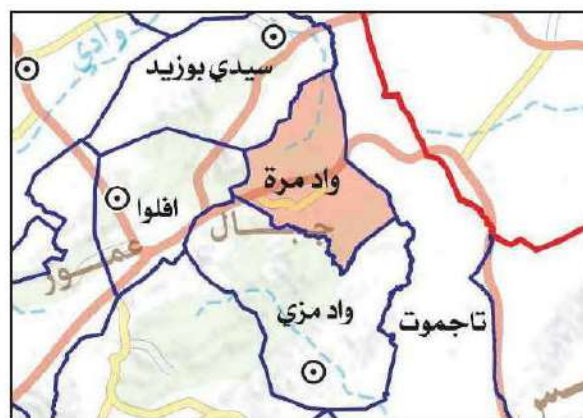 وادي
سيدي بوزيد
واد مرة
افلوا
جبال
عمور
واد مزي
تاجموت